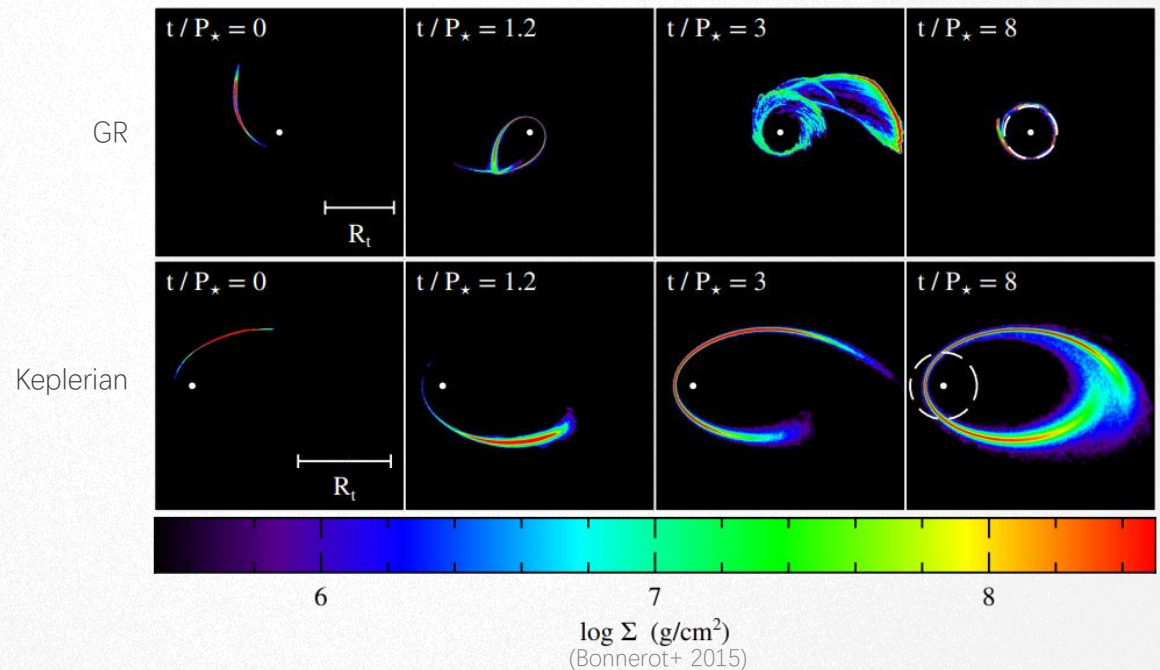 GR
t / P⋆ = 0
t / P⋆ = 1.2
t / P⋆ = 3
t / P⋆ = 8
Rt
Keplerian
t / P⋆ = 0
t / P⋆ = 1.2
t / P⋆ = 3
t / P⋆ = 8
Rt
6 7 8
log Σ (g/cm²)
(Bonnerot+ 2015)